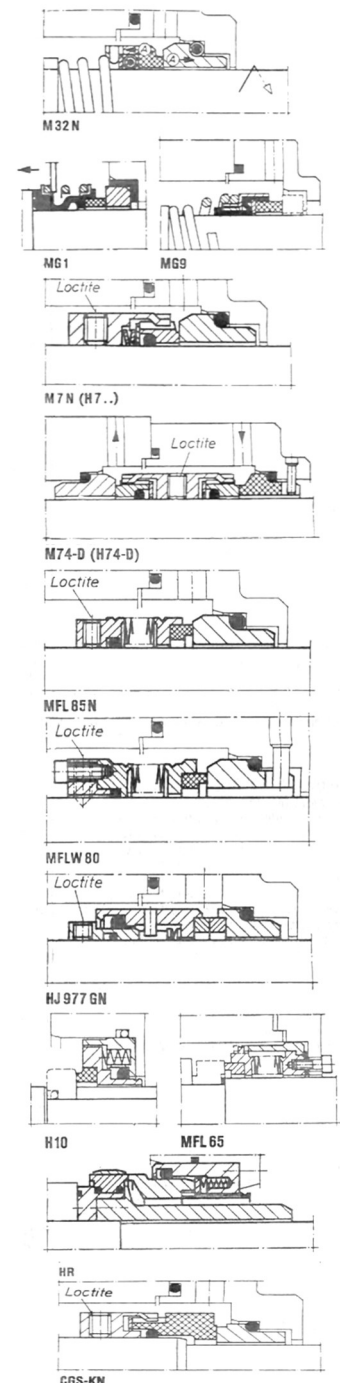 A
A
M32N
MG1
MG9
Loctite
M7N (H7..)
Loctite
M74-D (H74-D)
Loctite
MFL85N
Loctite
MFLW80
Loctite
HJ977GN
H10
MFL65
HR
Loctite
CGS-KN